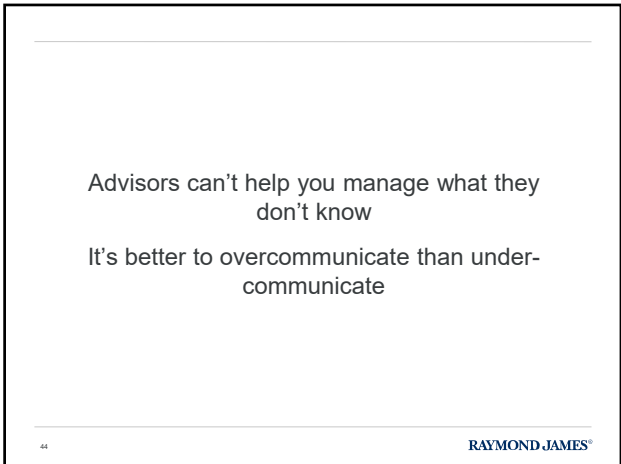 Advisors can’t help you manage what they
don’t know
It’s better to overcommunicate than under-
communicate
44
RAYMOND JAMES®